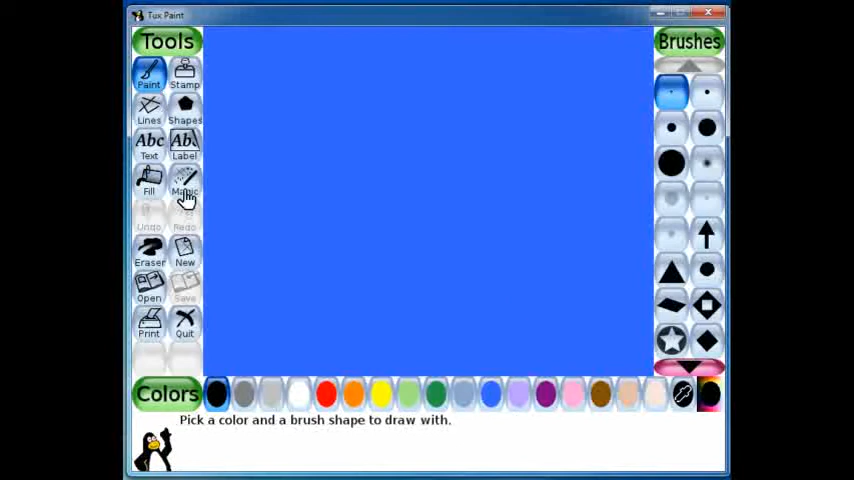 Tux Paint
Tools
Brushes
Paint Stamp
Lines Shapes
Abc Abc
Text Label
Fill Magic
Undo Redo
Eraser New
Open Save
Print Quit
Colors
Pick a color and a brush shape to draw with.